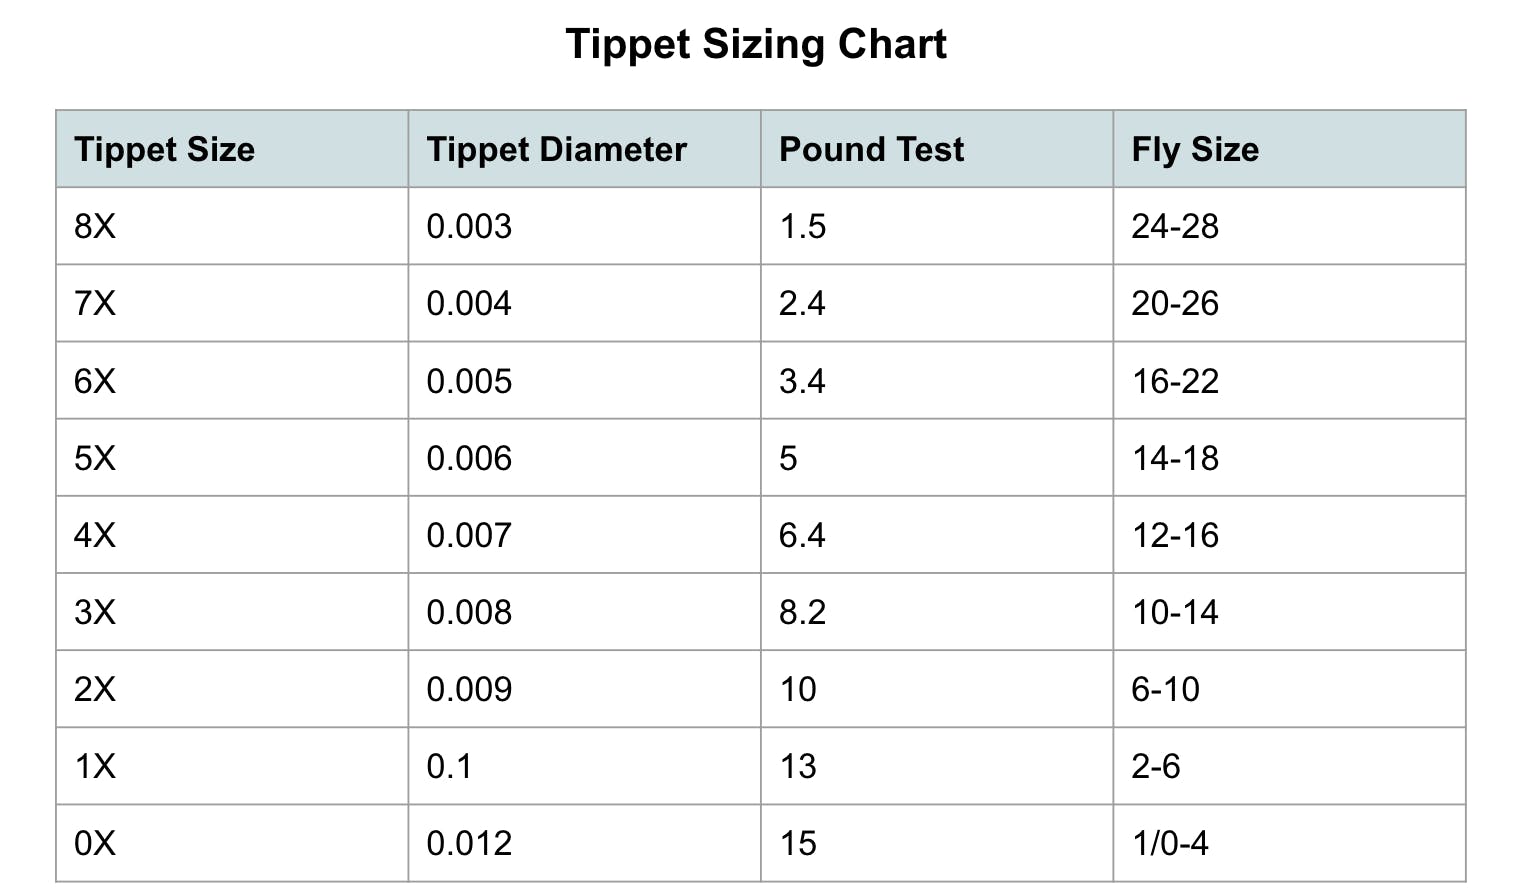 Tippet Sizing Chart
Tippet Size Tippet Diameter Pound Test Fly Size
8X 0.003 1.5 24-28
7X 0.004 2.4 20-26
6X 0.005 3.4 16-22
5X 0.006 5 14-18
4X 0.007 6.4 12-16
3X 0.008 8.2 10-14
2X 0.009 10 6-10
1X 0.1 13 2-6
0X 0.012 15 1/0-4